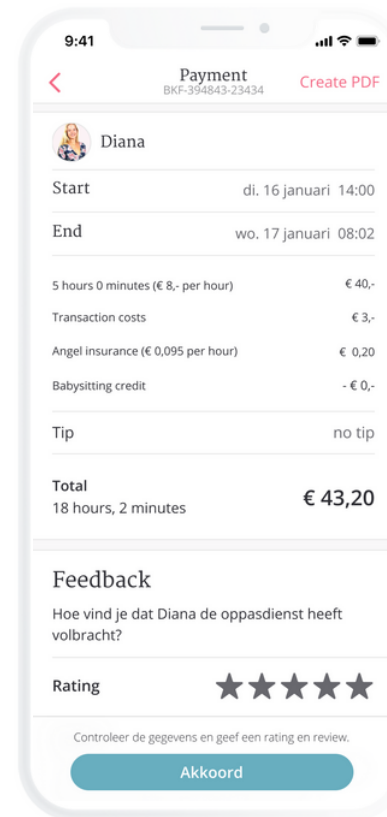 9:41
Payment
BKF-394843-23434
Create PDF
Diana
Start di. 16 januari 14:00
End wo. 17 januari 08:02
5 hours 0 minutes (€ 8,- per hour) € 40,-
Transaction costs € 3,-
Angel insurance (€ 0,095 per hour) € 0,20
Babysitting credit - € 0,-
Tip no tip
Total
18 hours, 2 minutes € 43,20
Feedback
Hoe vind je dat Diana de oppasdienst heeft
volbracht?
Rating
Controleer de gegevens en geef een rating en review.
Akkoord